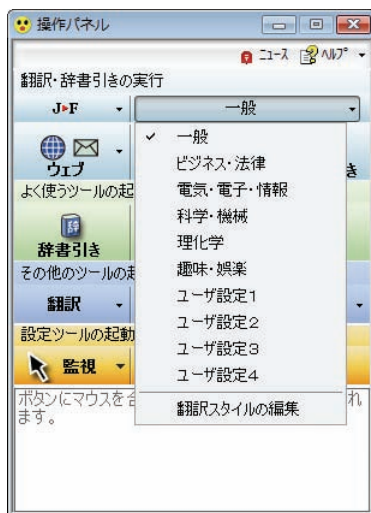 操作パネル
ニュース ヘルプ
翻訳・辞書引きの実行
J▸F 一般
ウェブ き
✓ 一般
ビジネス・法律
電気・電子・情報
科学・機械
理化学
趣味・娯楽
ユーザ設定1
ユーザ設定2
ユーザ設定3
ユーザ設定4
翻訳スタイルの編集
よく使うツールの起
辞
辞書引き
その他のツールの起
翻訳
設定ツールの起動
監視
ボタンにマウスを合 れ
ます。